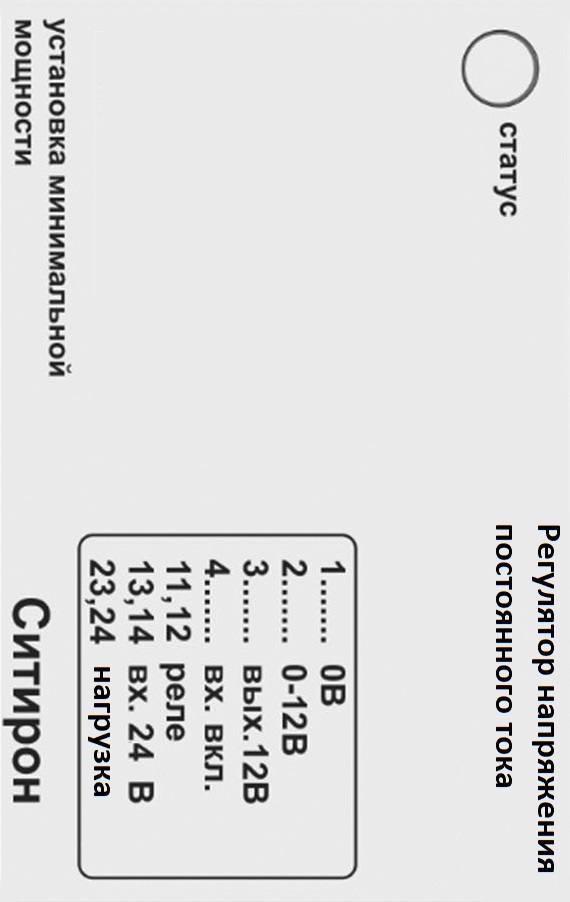 статус
Регулятор напряжения
постоянного тока
1....... 0В
2....... 0-12В
3....... вых.12В
4....... вх. вкл.
11,12 реле
13,14 вх. 24 В
23,24 нагрузка
установка минимальной
мощности
Ситирон